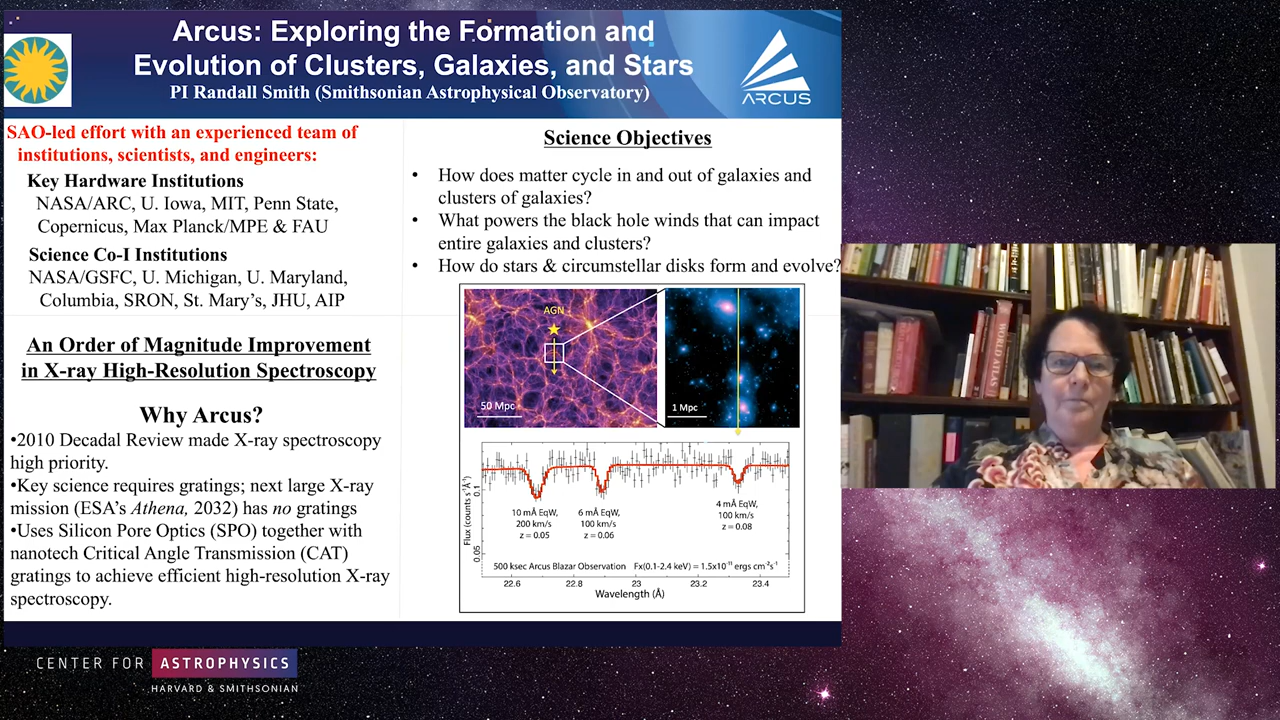 Arcus: Exploring the Formation and
Evolution of Clusters, Galaxies, and Stars
PI Randall Smith (Smithsonian Astrophysical Observatory)
ARCUS
SAO-led effort with an experienced team of
institutions, scientists, and engineers:
Key Hardware Institutions
NASA/ARC, U. Iowa, MIT, Penn State,
Copernicus, Max Planck/MPE & FAU
Science Co-I Institutions
NASA/GSFC, U. Michigan, U. Maryland,
Columbia, SRON, St. Mary's, JHU, AIP
An Order of Magnitude Improvement
in X-ray High-Resolution Spectroscopy
Why Arcus?
•2010 Decadal Review made X-ray spectroscopy
high priority.
•Key science requires gratings; next large X-ray
mission (ESA's Athena, 2032) has no gratings
•Uses Silicon Pore Optics (SPO) together with
nanotech Critical Angle Transmission (CAT)
gratings to achieve efficient high-resolution X-ray
spectroscopy.
Science Objectives
• How does matter cycle in and out of galaxies and
clusters of galaxies?
• What powers the black hole winds that can impact
entire galaxies and clusters?
• How do stars & circumstellar disks form and evolve?
AGN
50 Mpc
1 Mpc
Flux (counts s⁻¹Å⁻¹)
0.1
0.05
10 mÅ EqW,
200 km/s
z = 0.05
6 mÅ EqW,
100 km/s
z = 0.06
4 mÅ EqW,
100 km/s
z = 0.08
500 ksec Arcus Blazar Observation Fx(0.1-2.4 keV) = 1.5x10⁻¹¹ ergs cm⁻²s⁻¹
22.6 22.8 23 23.2 23.4
Wavelength (Å)
WORLD ATLAS
CENTER FOR ASTROPHYSICS
HARVARD & SMITHSONIAN